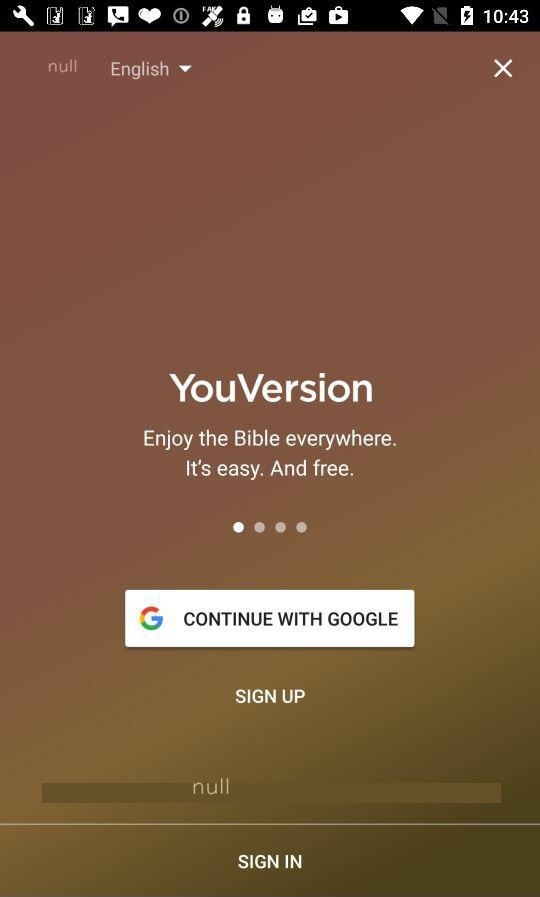 10:43
null English
YouVersion
Enjoy the Bible everywhere.
It's easy. And free.
CONTINUE WITH GOOGLE
SIGN UP
null
SIGN IN